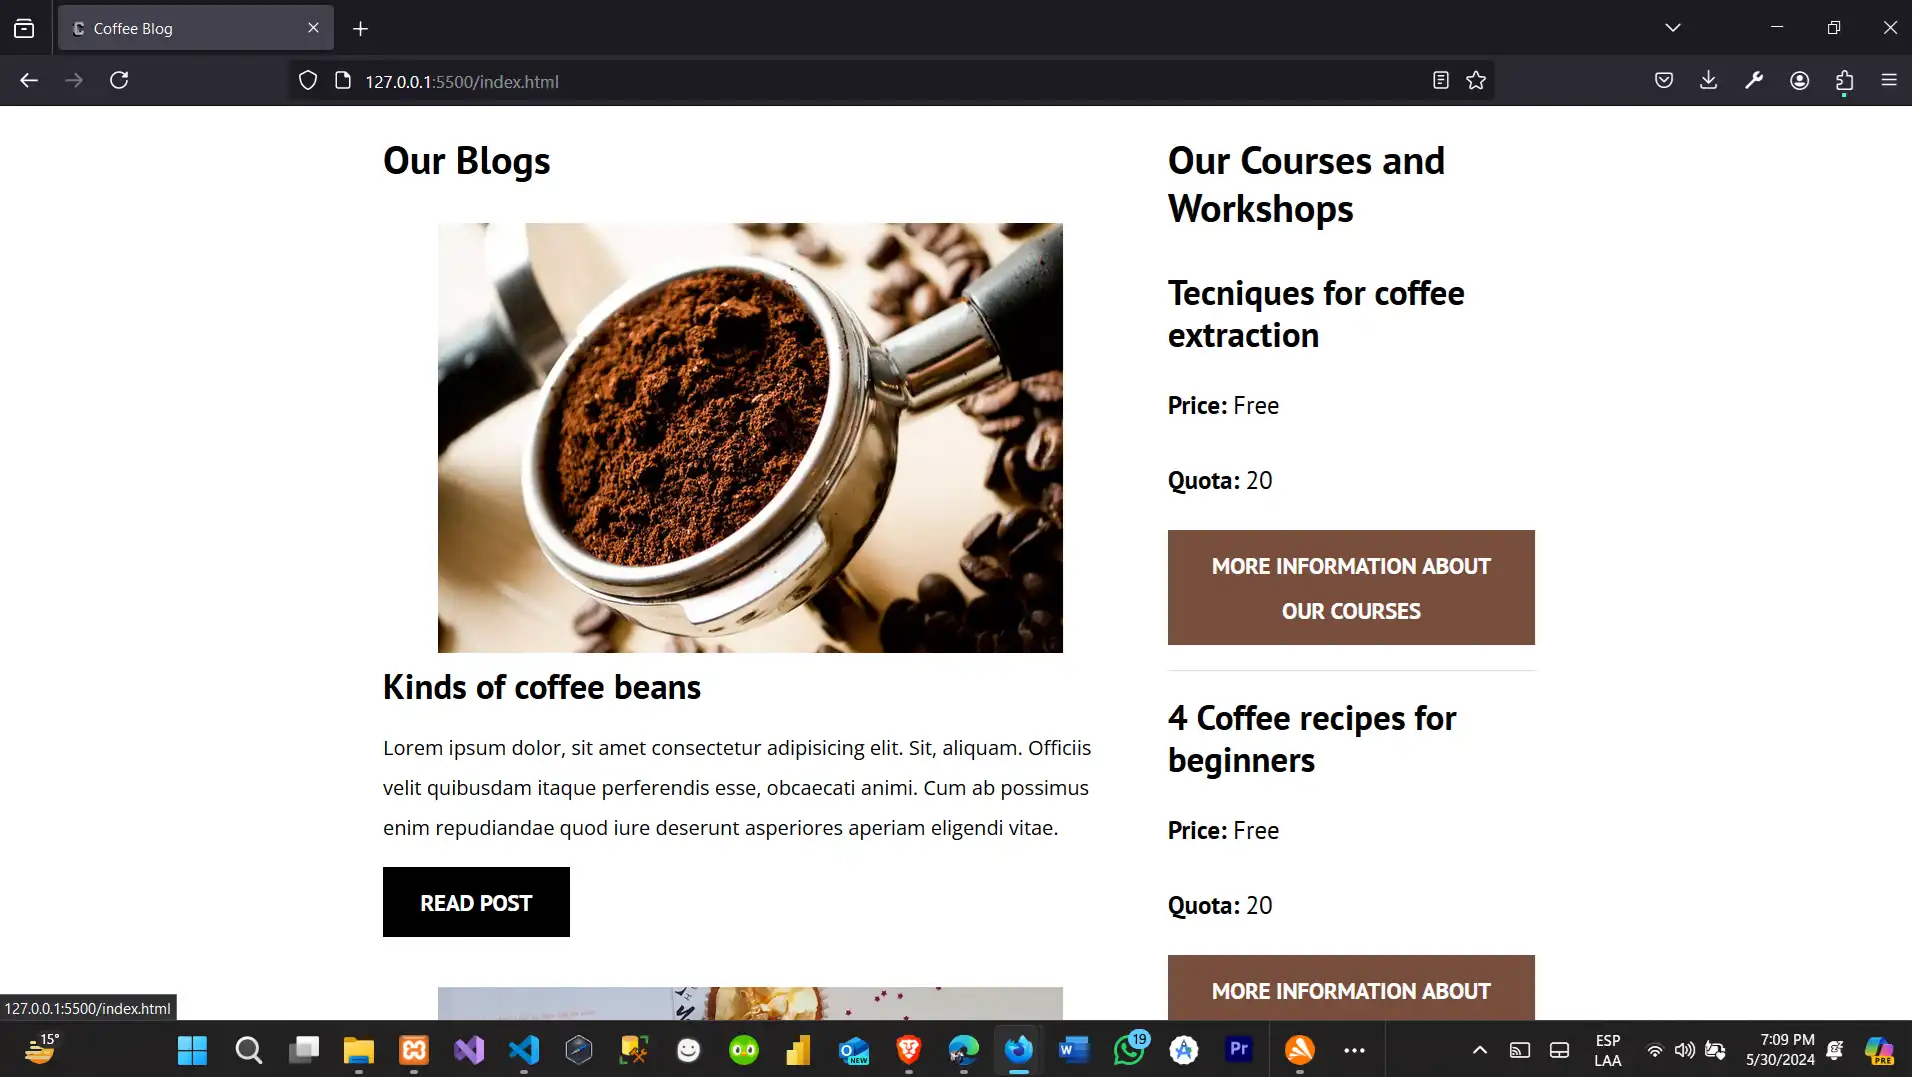 Coffee Blog
127.0.0.1:5500/index.html
Our Blogs
Kinds of coffee beans
Lorem ipsum dolor, sit amet consectetur adipisicing elit. Sit, aliquam. Officiis
velit quibusdam itaque perferendis esse, obcaecati animi. Cum ab possimus
enim repudiandae quod iure deserunt asperiores aperiam eligendi vitae.
READ POST
Our Courses and
Workshops
Tecniques for coffee
extraction
Price: Free
Quota: 20
MORE INFORMATION ABOUT
OUR COURSES
4 Coffee recipes for
beginners
Price: Free
Quota: 20
MORE INFORMATION ABOUT
127.0.0.1:5500/index.html
15°
NEW
W
19
Pr
ESP
LAA
7:09 PM
5/30/2024
PRE